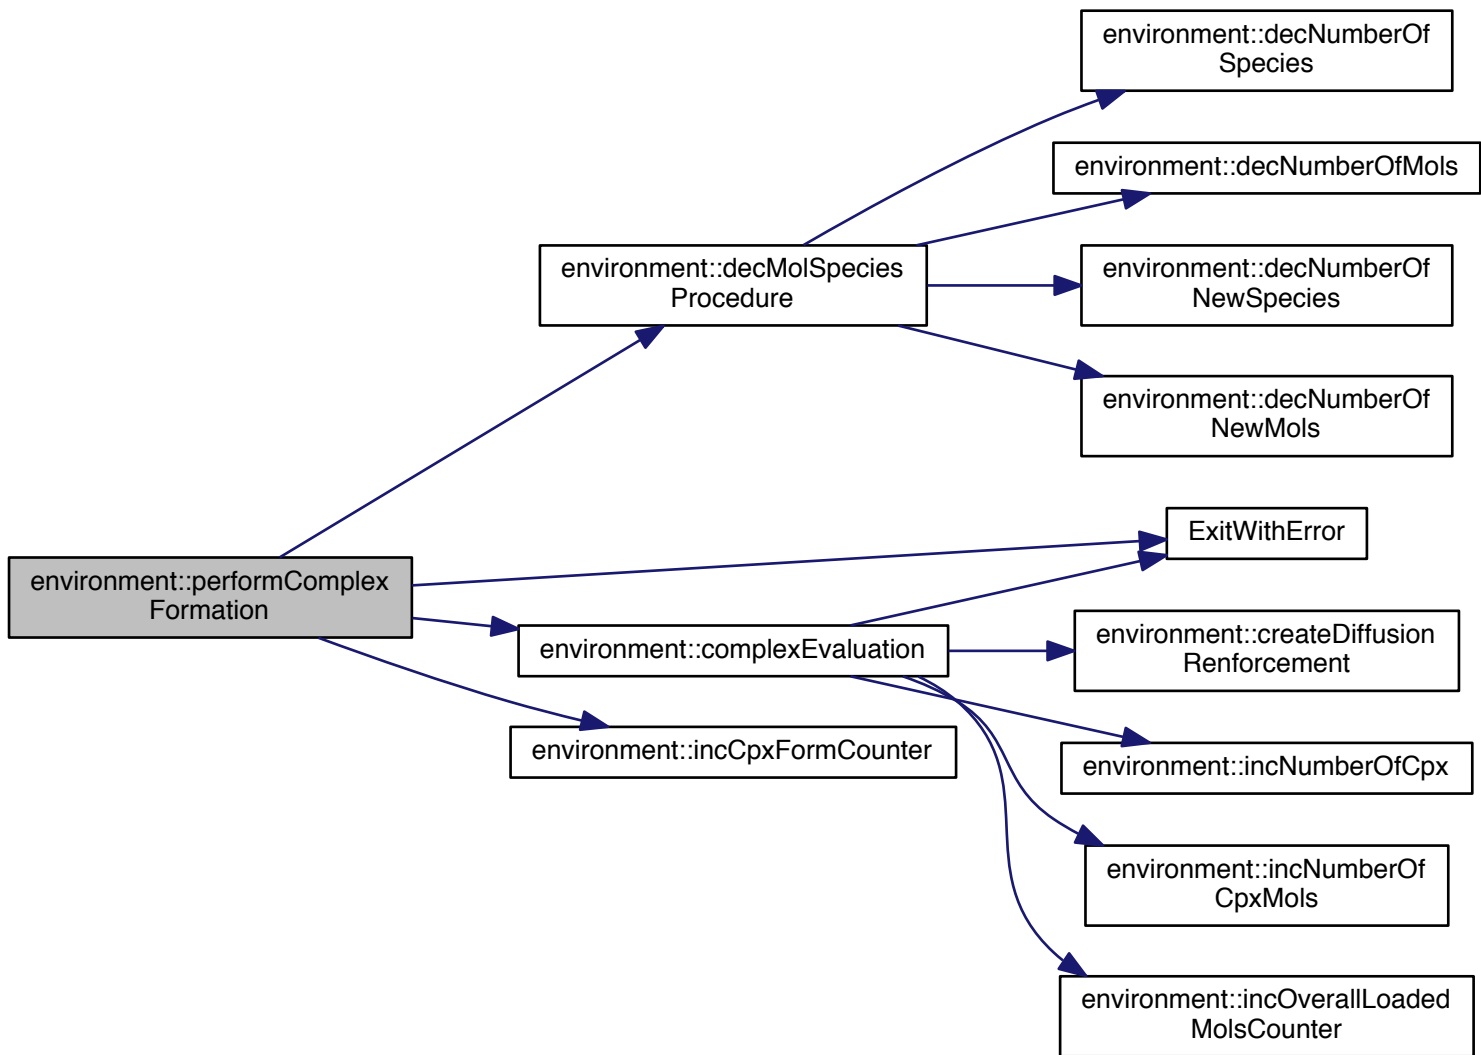 environment::decNumberOf
Species
environment::decNumberOfMols
environment::decMolSpecies
Procedure
environment::decNumberOf
NewSpecies
environment::decNumberOf
NewMols
ExitWithError
environment::performComplex
Formation
environment::complexEvaluation
environment::createDiffusion
Renforcement
environment::incCpxFormCounter
environment::incNumberOfCpx
environment::incNumberOf
CpxMols
environment::incOverallLoaded
MolsCounter